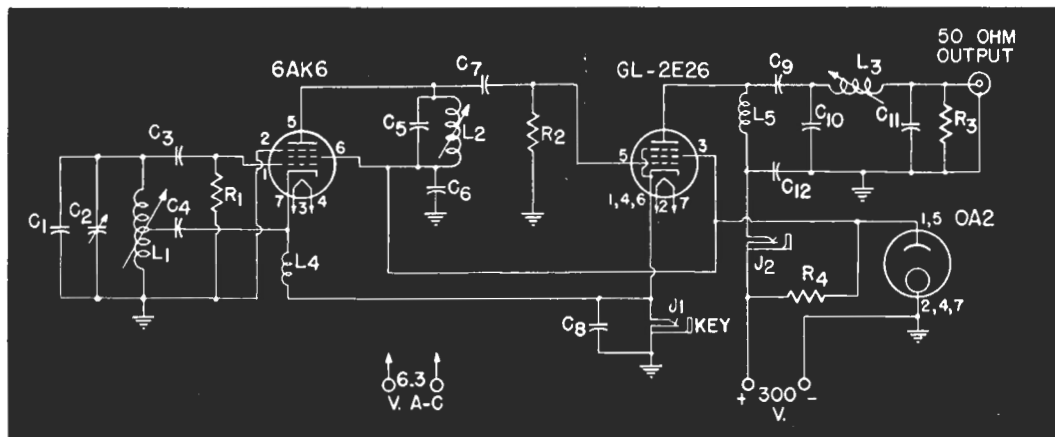 50 OHM
OUTPUT
6AK6
C7
GL-2E26
C9
L3
5
C3
2
1
6
C5
L2
R2
5
3
L5
C10
C11
R3
C1
C2
L1
C4
R1
7
3
4
C6
1,4,6
2
7
C12
1,5
OA2
L4
J2
R4
2,4,7
C8
J1
KEY
6.3
V. A-C
+
300
V.
-